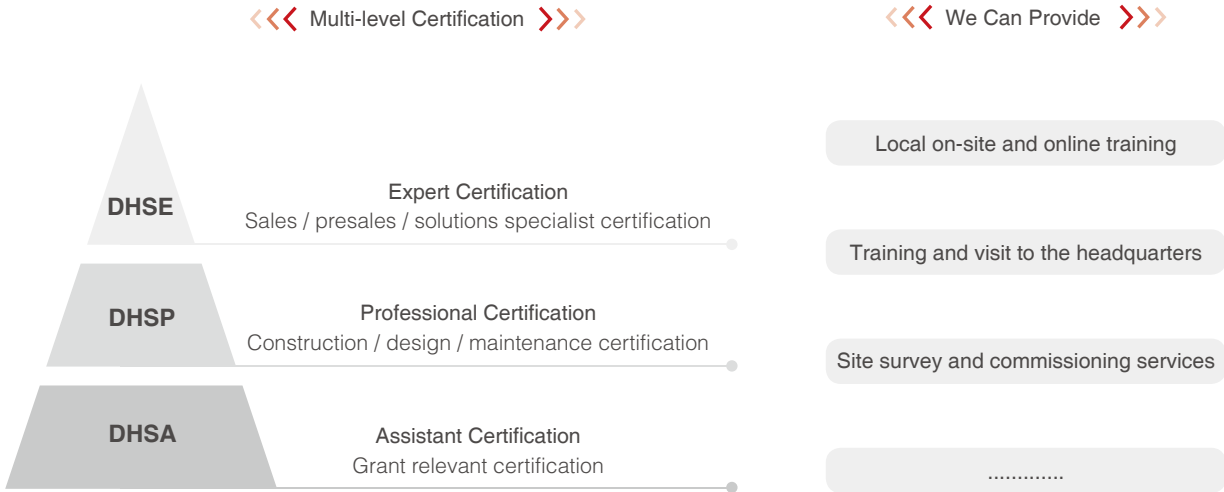 Multi-level Certification
We Can Provide
DHSE
Expert Certification
Sales / presales / solutions specialist certification
DHSP
Professional Certification
Construction / design / maintenance certification
DHSA
Assistant Certification
Grant relevant certification
Local on-site and online training
Training and visit to the headquarters
Site survey and commissioning services
.............